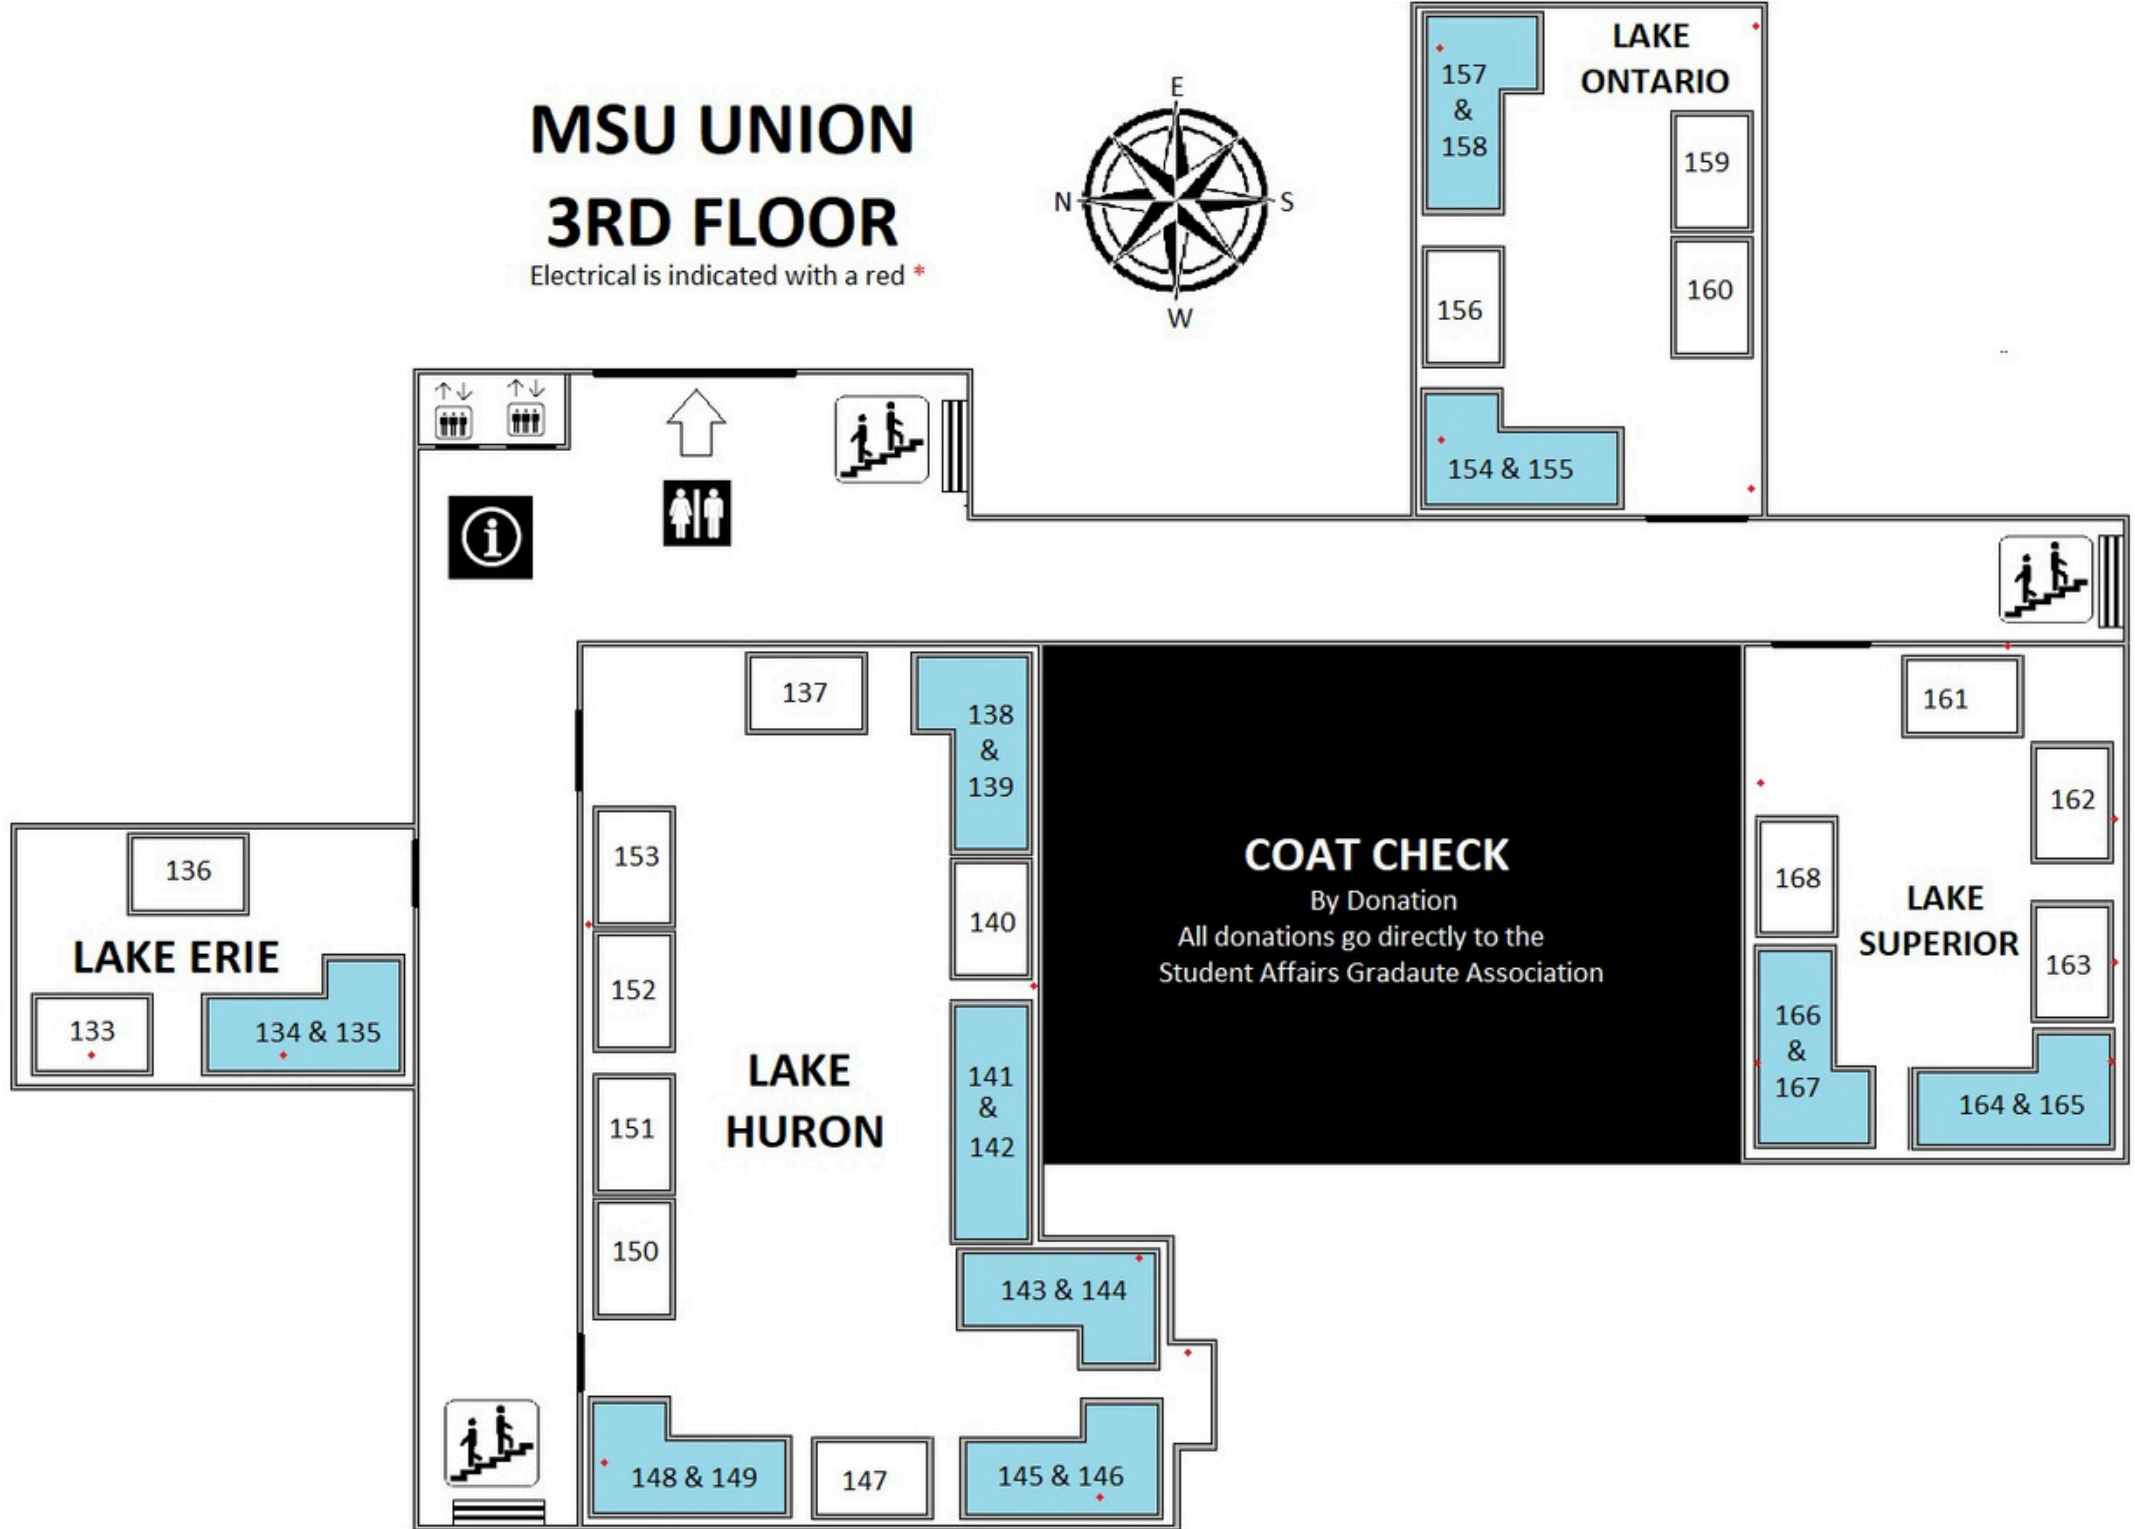 MSU UNION
3RD FLOOR
Electrical is indicated with a red *
E
N
S
W
LAKE
ONTARIO
157
&
158
159
156
160
154 & 155
137
138
&
139
153
140
152
141
&
142
151
150
LAKE
HURON
143 & 144
148 & 149
147
145 & 146
136
LAKE ERIE
133
134 & 135
COAT CHECK
By Donation
All donations go directly to the
Student Affairs Gradaute Association
161
162
168
LAKE
SUPERIOR
163
166
&
167
164 & 165
i